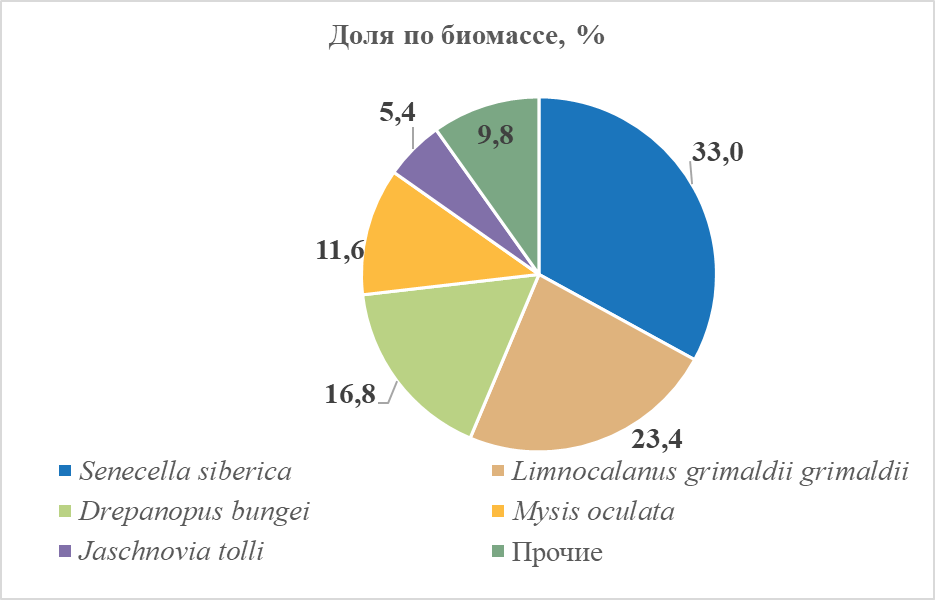 Доля по биомассе, %
5,4
9,8
33,0
11,6
16,8
23,4
Senecella siberica
Limnocalanus grimaldii grimaldii
Drepanopus bungei
Mysis oculata
Jaschnovia tolli
Прочие